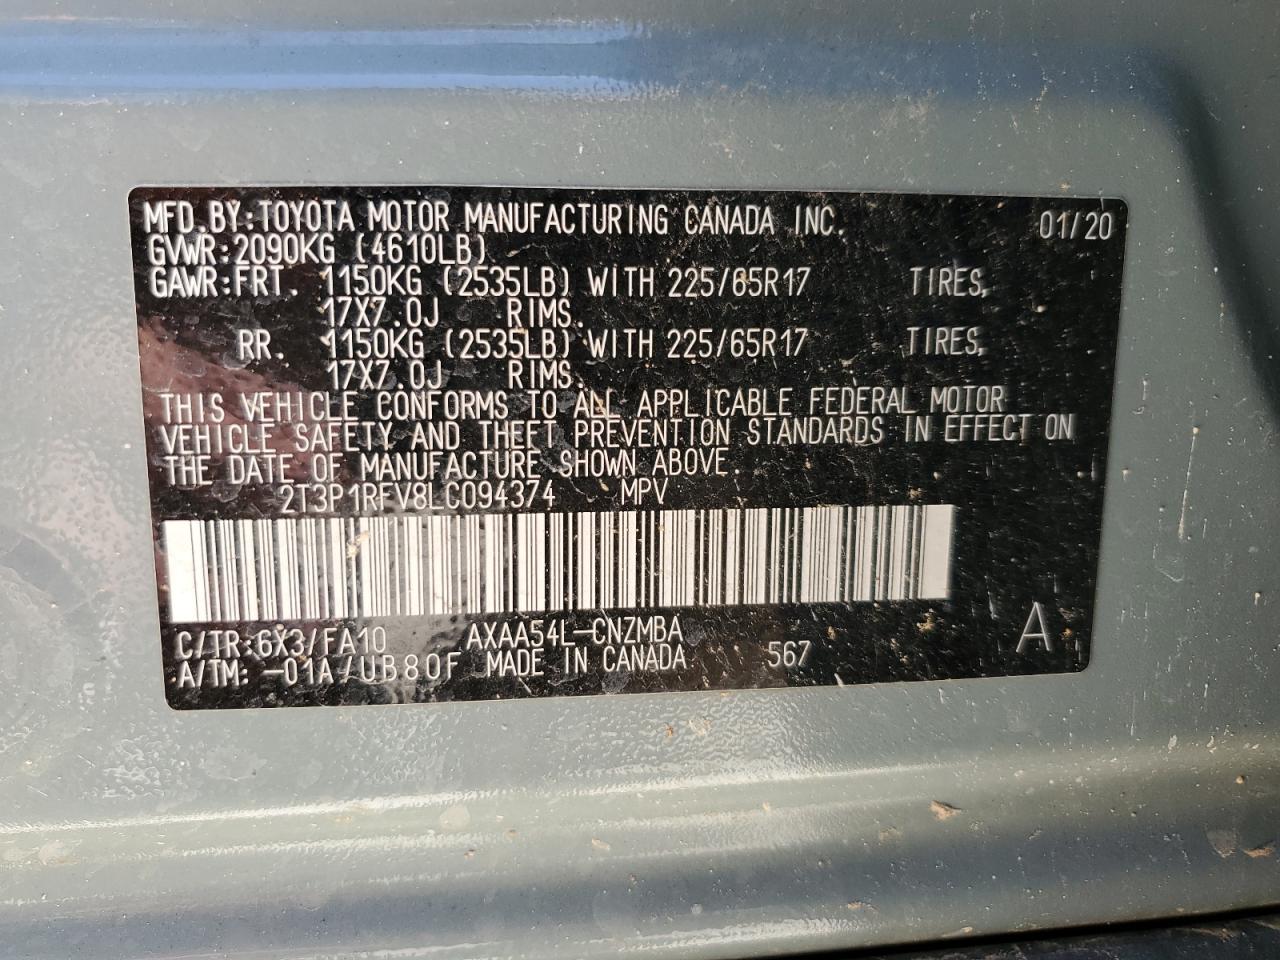 MFD.BY:TOYOTA MOTOR MANUFACTURING CANADA INC. 01/20
GVWR:2090KG (4610LB)
GAWR:FRT. 1150KG (2535LB) WITH 225/65R17 TIRES,
17X7.0J RIMS.
RR. 1150KG (2535LB) WITH 225/65R17 TIRES,
17X7.0J RIMS.
THIS VEHICLE CONFORMS TO ALL APPLICABLE FEDERAL MOTOR
VEHICLE SAFETY AND THEFT PREVENTION STANDARDS IN EFFECT ON
THE DATE OF MANUFACTURE SHOWN ABOVE.
2T3P1RFV8LC094374 MPV
C/TR:6X3/FA10 AXAA54L-CNZMBA A
A/TM: -01A/UB80F MADE IN CANADA 567